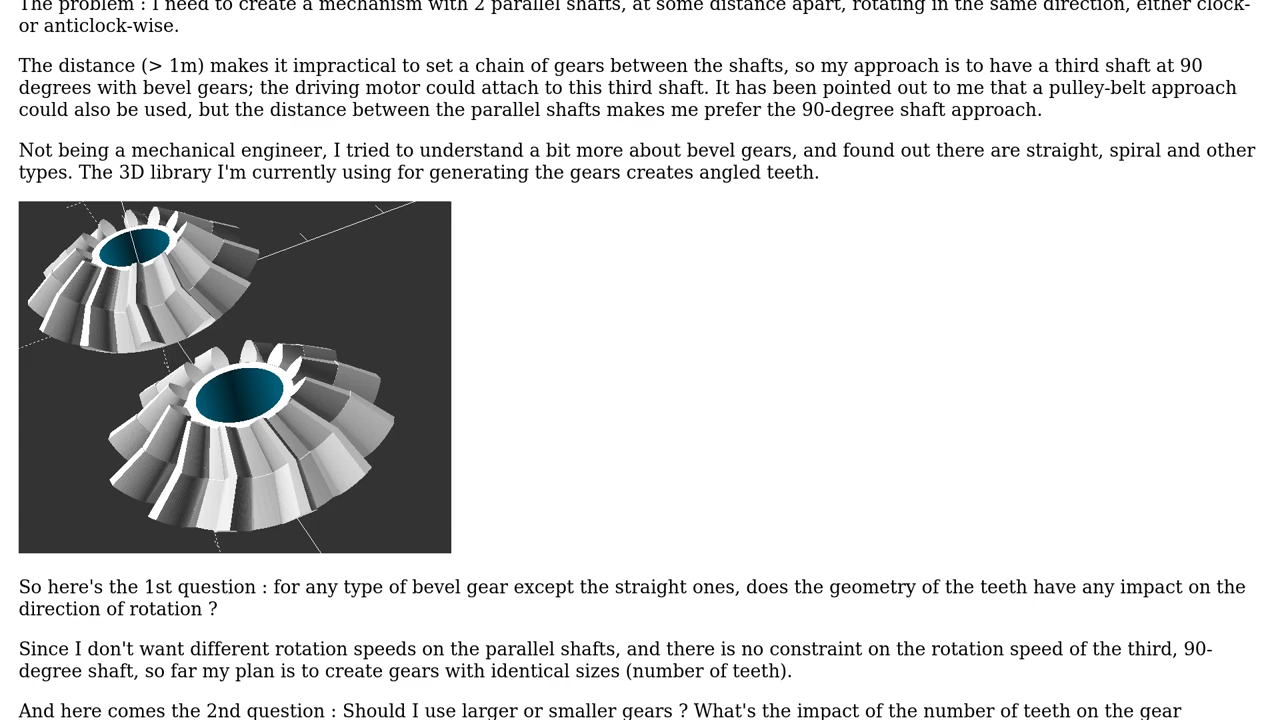 The problem : I need to create a mechanism with 2 parallel shafts, at some distance apart, rotating in the same direction, either clock-
or anticlock-wise.
The distance (> 1m) makes it impractical to set a chain of gears between the shafts, so my approach is to have a third shaft at 90
degrees with bevel gears; the driving motor could attach to this third shaft. It has been pointed out to me that a pulley-belt approach
could also be used, but the distance between the parallel shafts makes me prefer the 90-degree shaft approach.
Not being a mechanical engineer, I tried to understand a bit more about bevel gears, and found out there are straight, spiral and other
types. The 3D library I'm currently using for generating the gears creates angled teeth.
So here's the 1st question : for any type of bevel gear except the straight ones, does the geometry of the teeth have any impact on the
direction of rotation ?
Since I don't want different rotation speeds on the parallel shafts, and there is no constraint on the rotation speed of the third, 90-
degree shaft, so far my plan is to create gears with identical sizes (number of teeth).
And here comes the 2nd question : Should I use larger or smaller gears ? What's the impact of the number of teeth on the gear